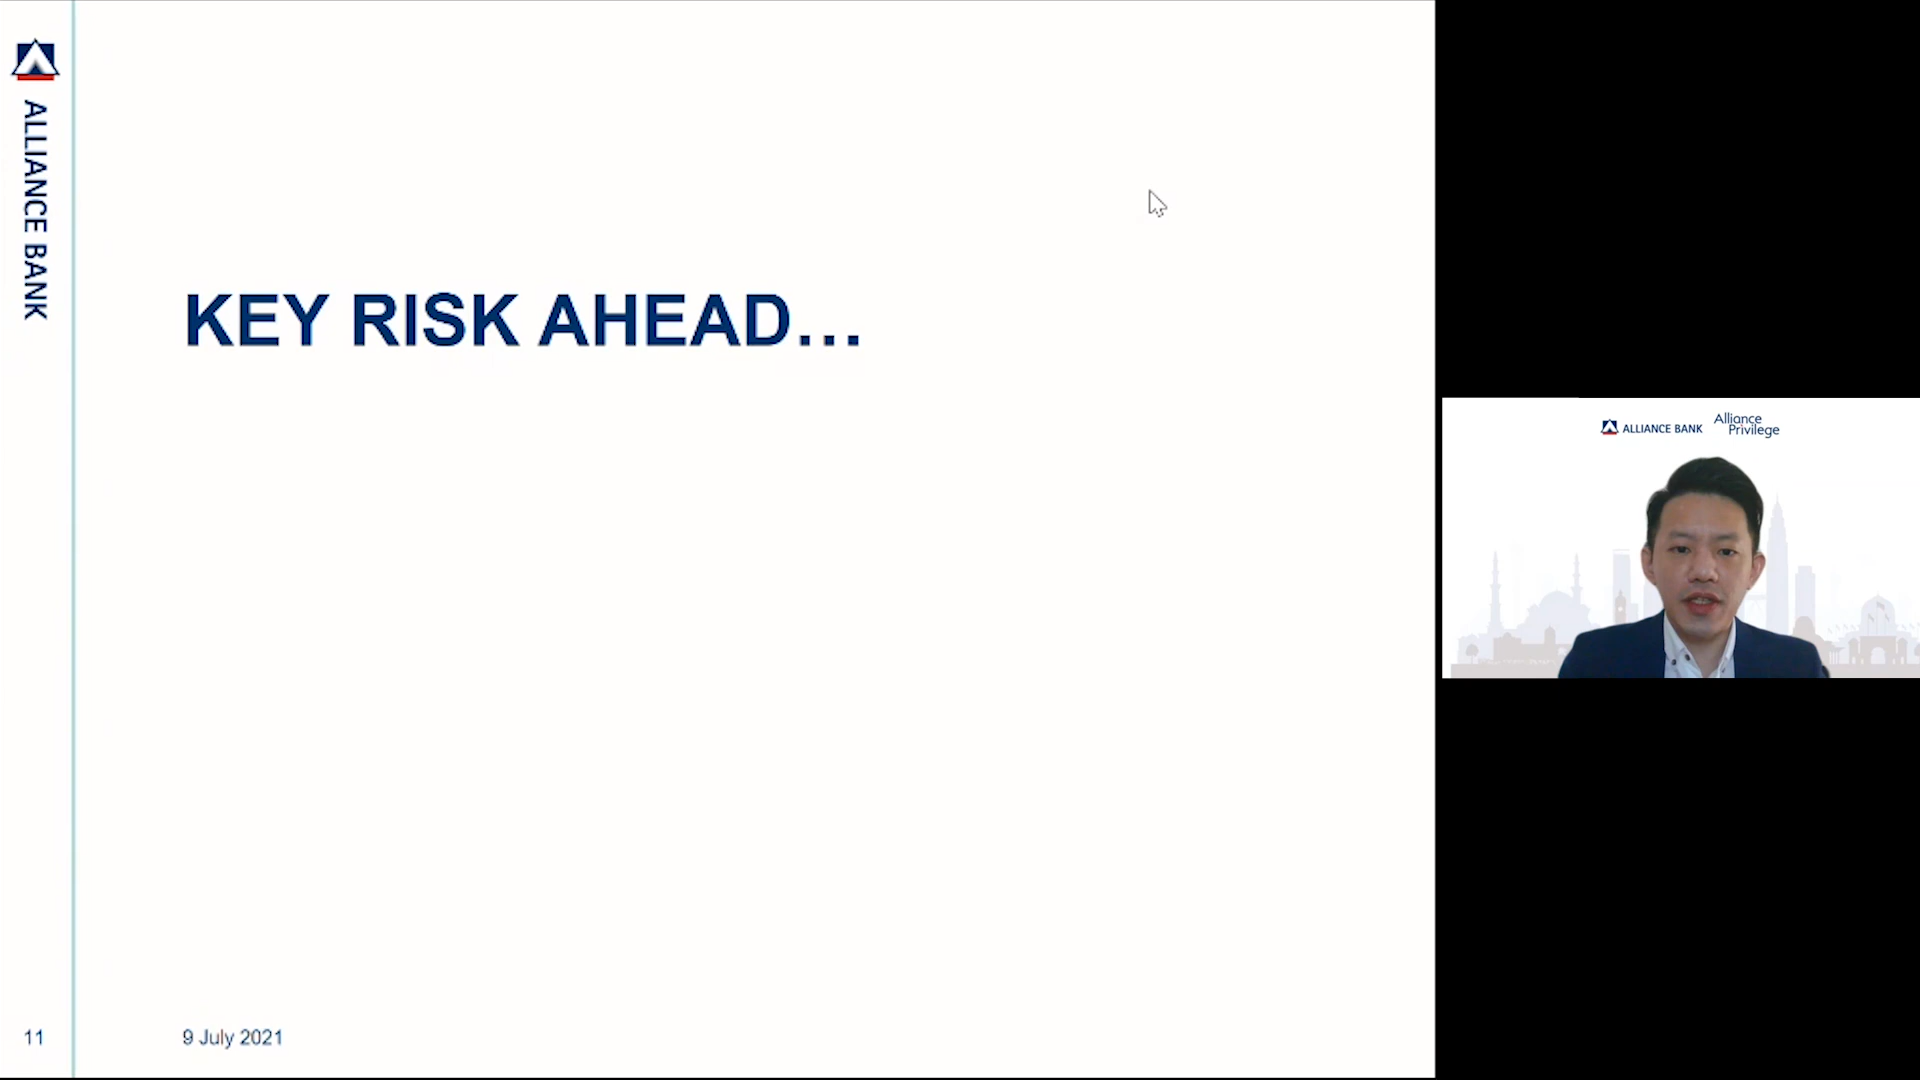 ALLIANCE BANK
KEY RISK AHEAD...
11
9 July 2021
ALLIANCE BANK
Alliance
Privilege